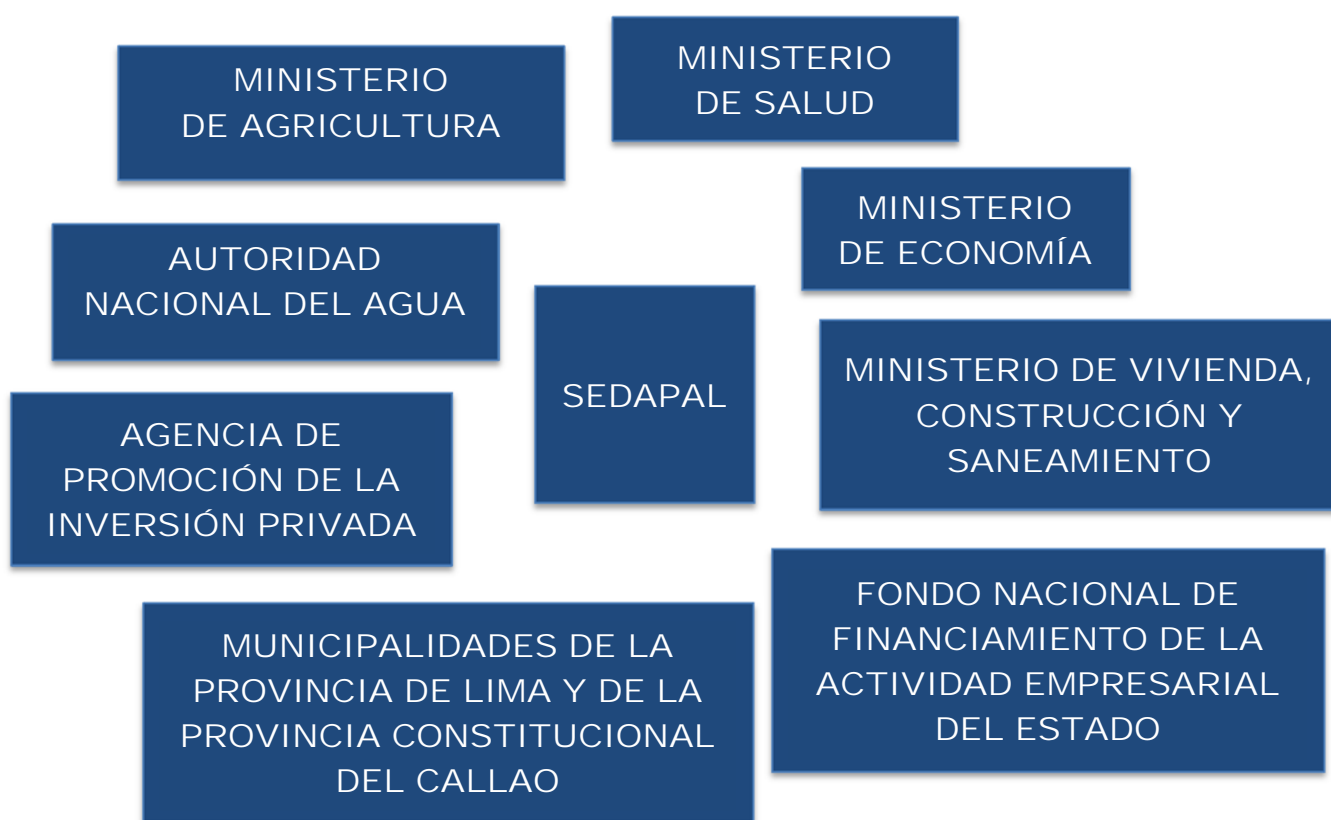 MINISTERIO
DE AGRICULTURA
MINISTERIO
DE SALUD
MINISTERIO
DE ECONOMÍA
AUTORIDAD
NACIONAL DEL AGUA
SEDAPAL
MINISTERIO DE VIVIENDA,
CONSTRUCCIÓN Y
SANEAMIENTO
AGENCIA DE
PROMOCIÓN DE LA
INVERSIÓN PRIVADA
FONDO NACIONAL DE
FINANCIAMIENTO DE LA
ACTIVIDAD EMPRESARIAL
DEL ESTADO
MUNICIPALIDADES DE LA
PROVINCIA DE LIMA Y DE LA
PROVINCIA CONSTITUCIONAL
DEL CALLAO